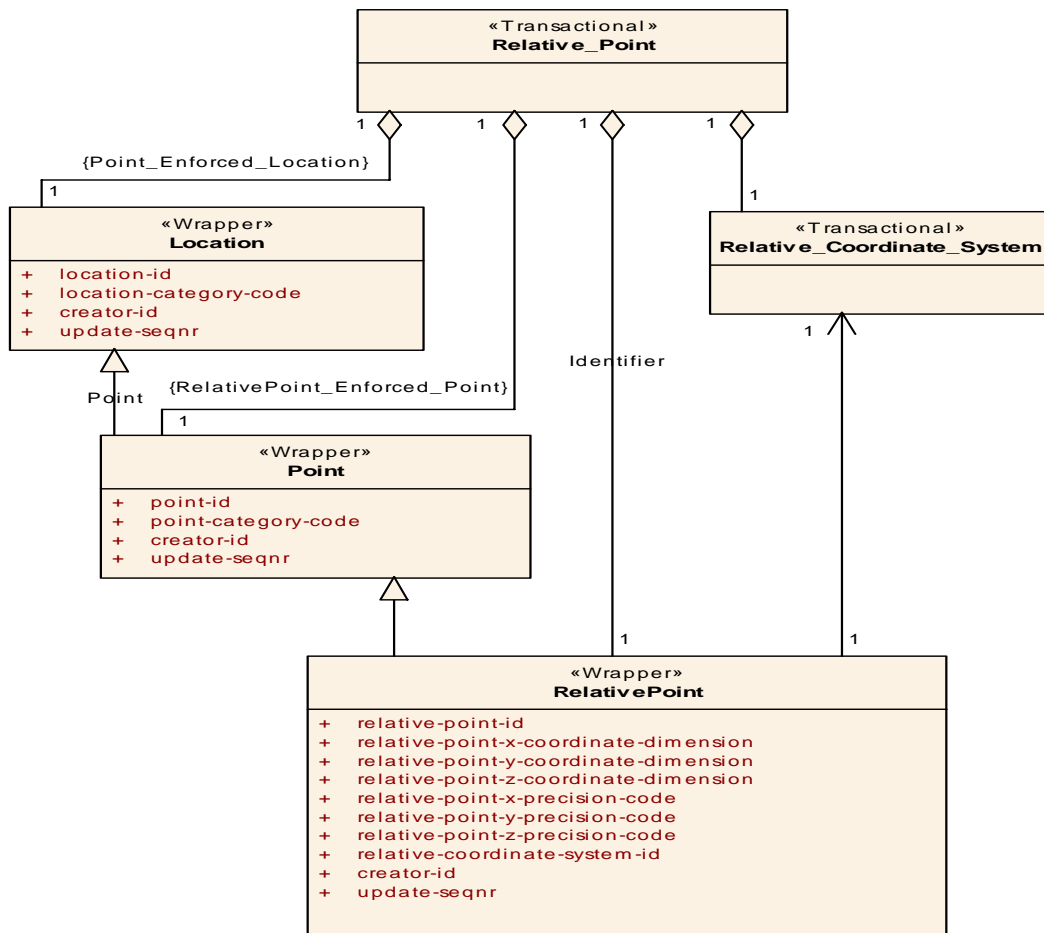 «Transactional»
Relative_Point
1
1
1
1
{Point_Enforced_Location}
1
1
«Wrapper»
Location
+ location-id
+ location-category-code
+ creator-id
+ update-seqnr
«Transactional»
Relative_Coordinate_System
1
Identifier
Point
{RelativePoint_Enforced_Point}
1
«Wrapper»
Point
+ point-id
+ point-category-code
+ creator-id
+ update-seqnr
1
1
«Wrapper»
RelativePoint
+ relative-point-id
+ relative-point-x-coordinate-dimension
+ relative-point-y-coordinate-dimension
+ relative-point-z-coordinate-dimension
+ relative-point-x-precision-code
+ relative-point-y-precision-code
+ relative-point-z-precision-code
+ relative-coordinate-system-id
+ creator-id
+ update-seqnr